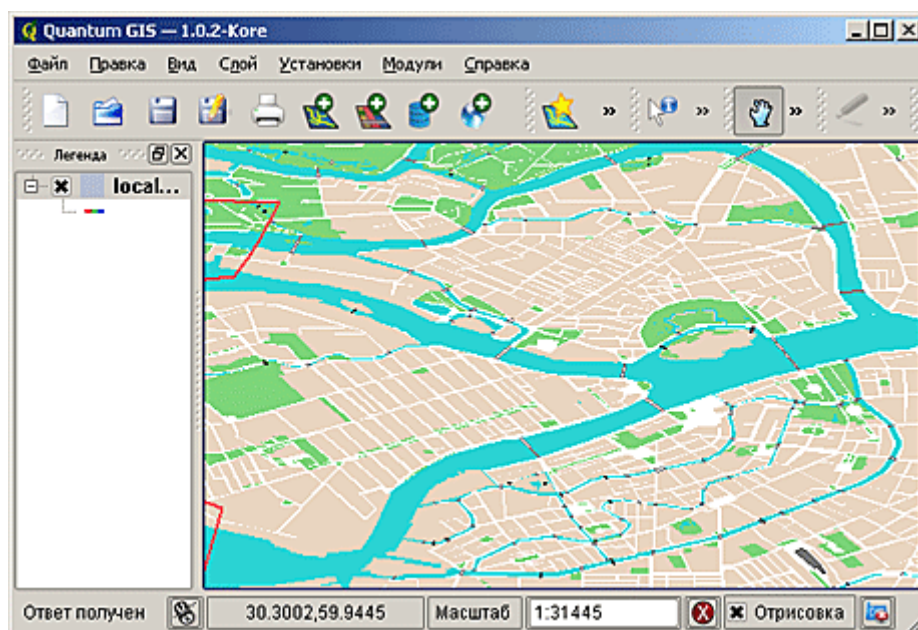 Quantum GIS — 1.0.2-Kore
Файл Правка Вид Слой Установки Модули Справка
Легенда
local...
Ответ получен 30.3002,59.9445 Масштаб 1:31445 Отрисовка